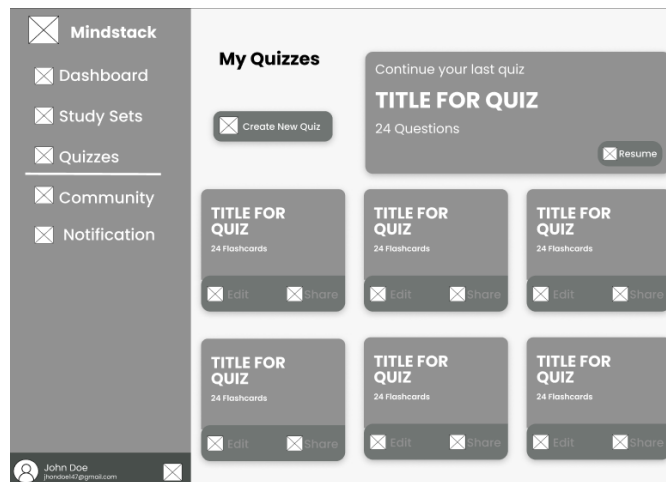 Mindstack
Dashboard
Study Sets
Quizzes
Community
Notification
John Doe
jhondoe147@gmail.com
My Quizzes
Create New Quiz
Continue your last quiz
TITLE FOR QUIZ
24 Questions
Resume
TITLE FOR
QUIZ
24 Flashcards
Edit
Share
TITLE FOR
QUIZ
24 Flashcards
Edit
Share
TITLE FOR
QUIZ
24 Flashcards
Edit
Share
TITLE FOR
QUIZ
24 Flashcards
Edit
Share
TITLE FOR
QUIZ
24 Flashcards
Edit
Share
TITLE FOR
QUIZ
24 Flashcards
Edit
Share